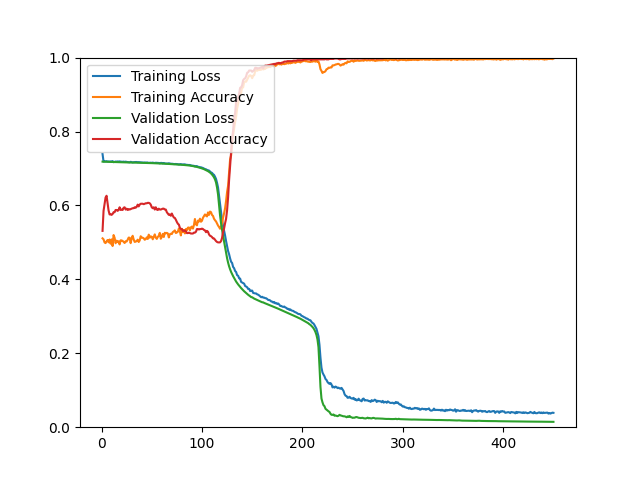 1.0
0.8
0.6
0.4
0.2
0.0
Training Loss
Training Accuracy
Validation Loss
Validation Accuracy
0 100 200 300 400